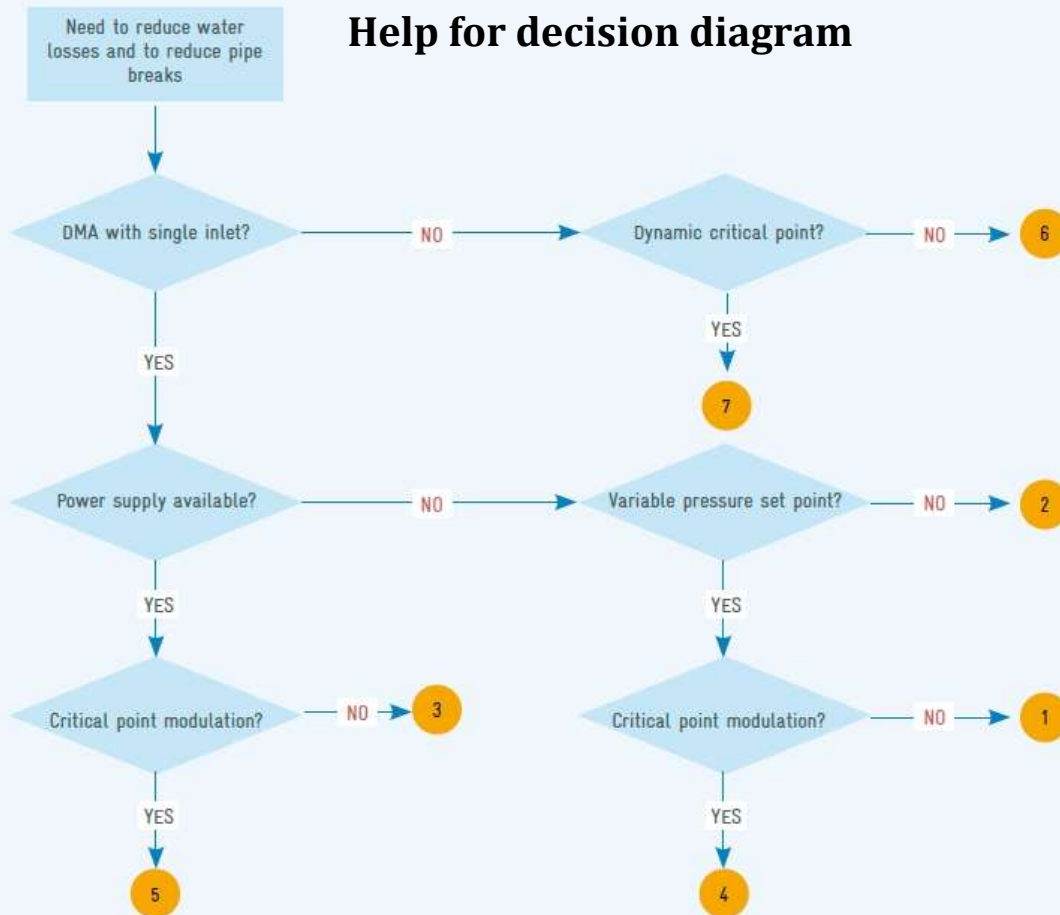 Help for decision diagram
Need to reduce water
losses and to reduce pipe
breaks
DMA with single inlet?
NO
Dynamic critical point?
NO
6
YES
YES
7
Power supply available?
NO
Variable pressure set point?
NO
2
YES
YES
Critical point modulation?
NO
3
Critical point modulation?
NO
1
YES
YES
5
4